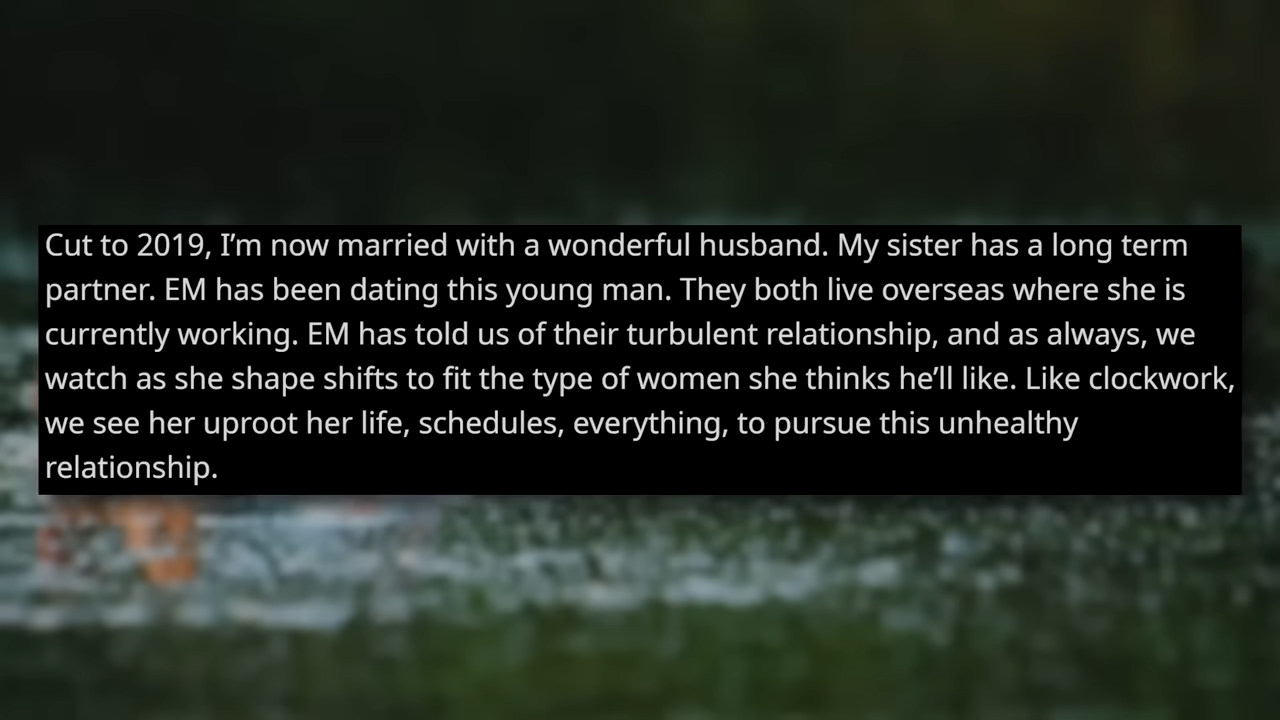 Cut to 2019, I’m now married with a wonderful husband. My sister has a long term
partner. EM has been dating this young man. They both live overseas where she is
currently working. EM has told us of their turbulent relationship, and as always, we
watch as she shape shifts to fit the type of women she thinks he’ll like. Like clockwork,
we see her uproot her life, schedules, everything, to pursue this unhealthy
relationship.